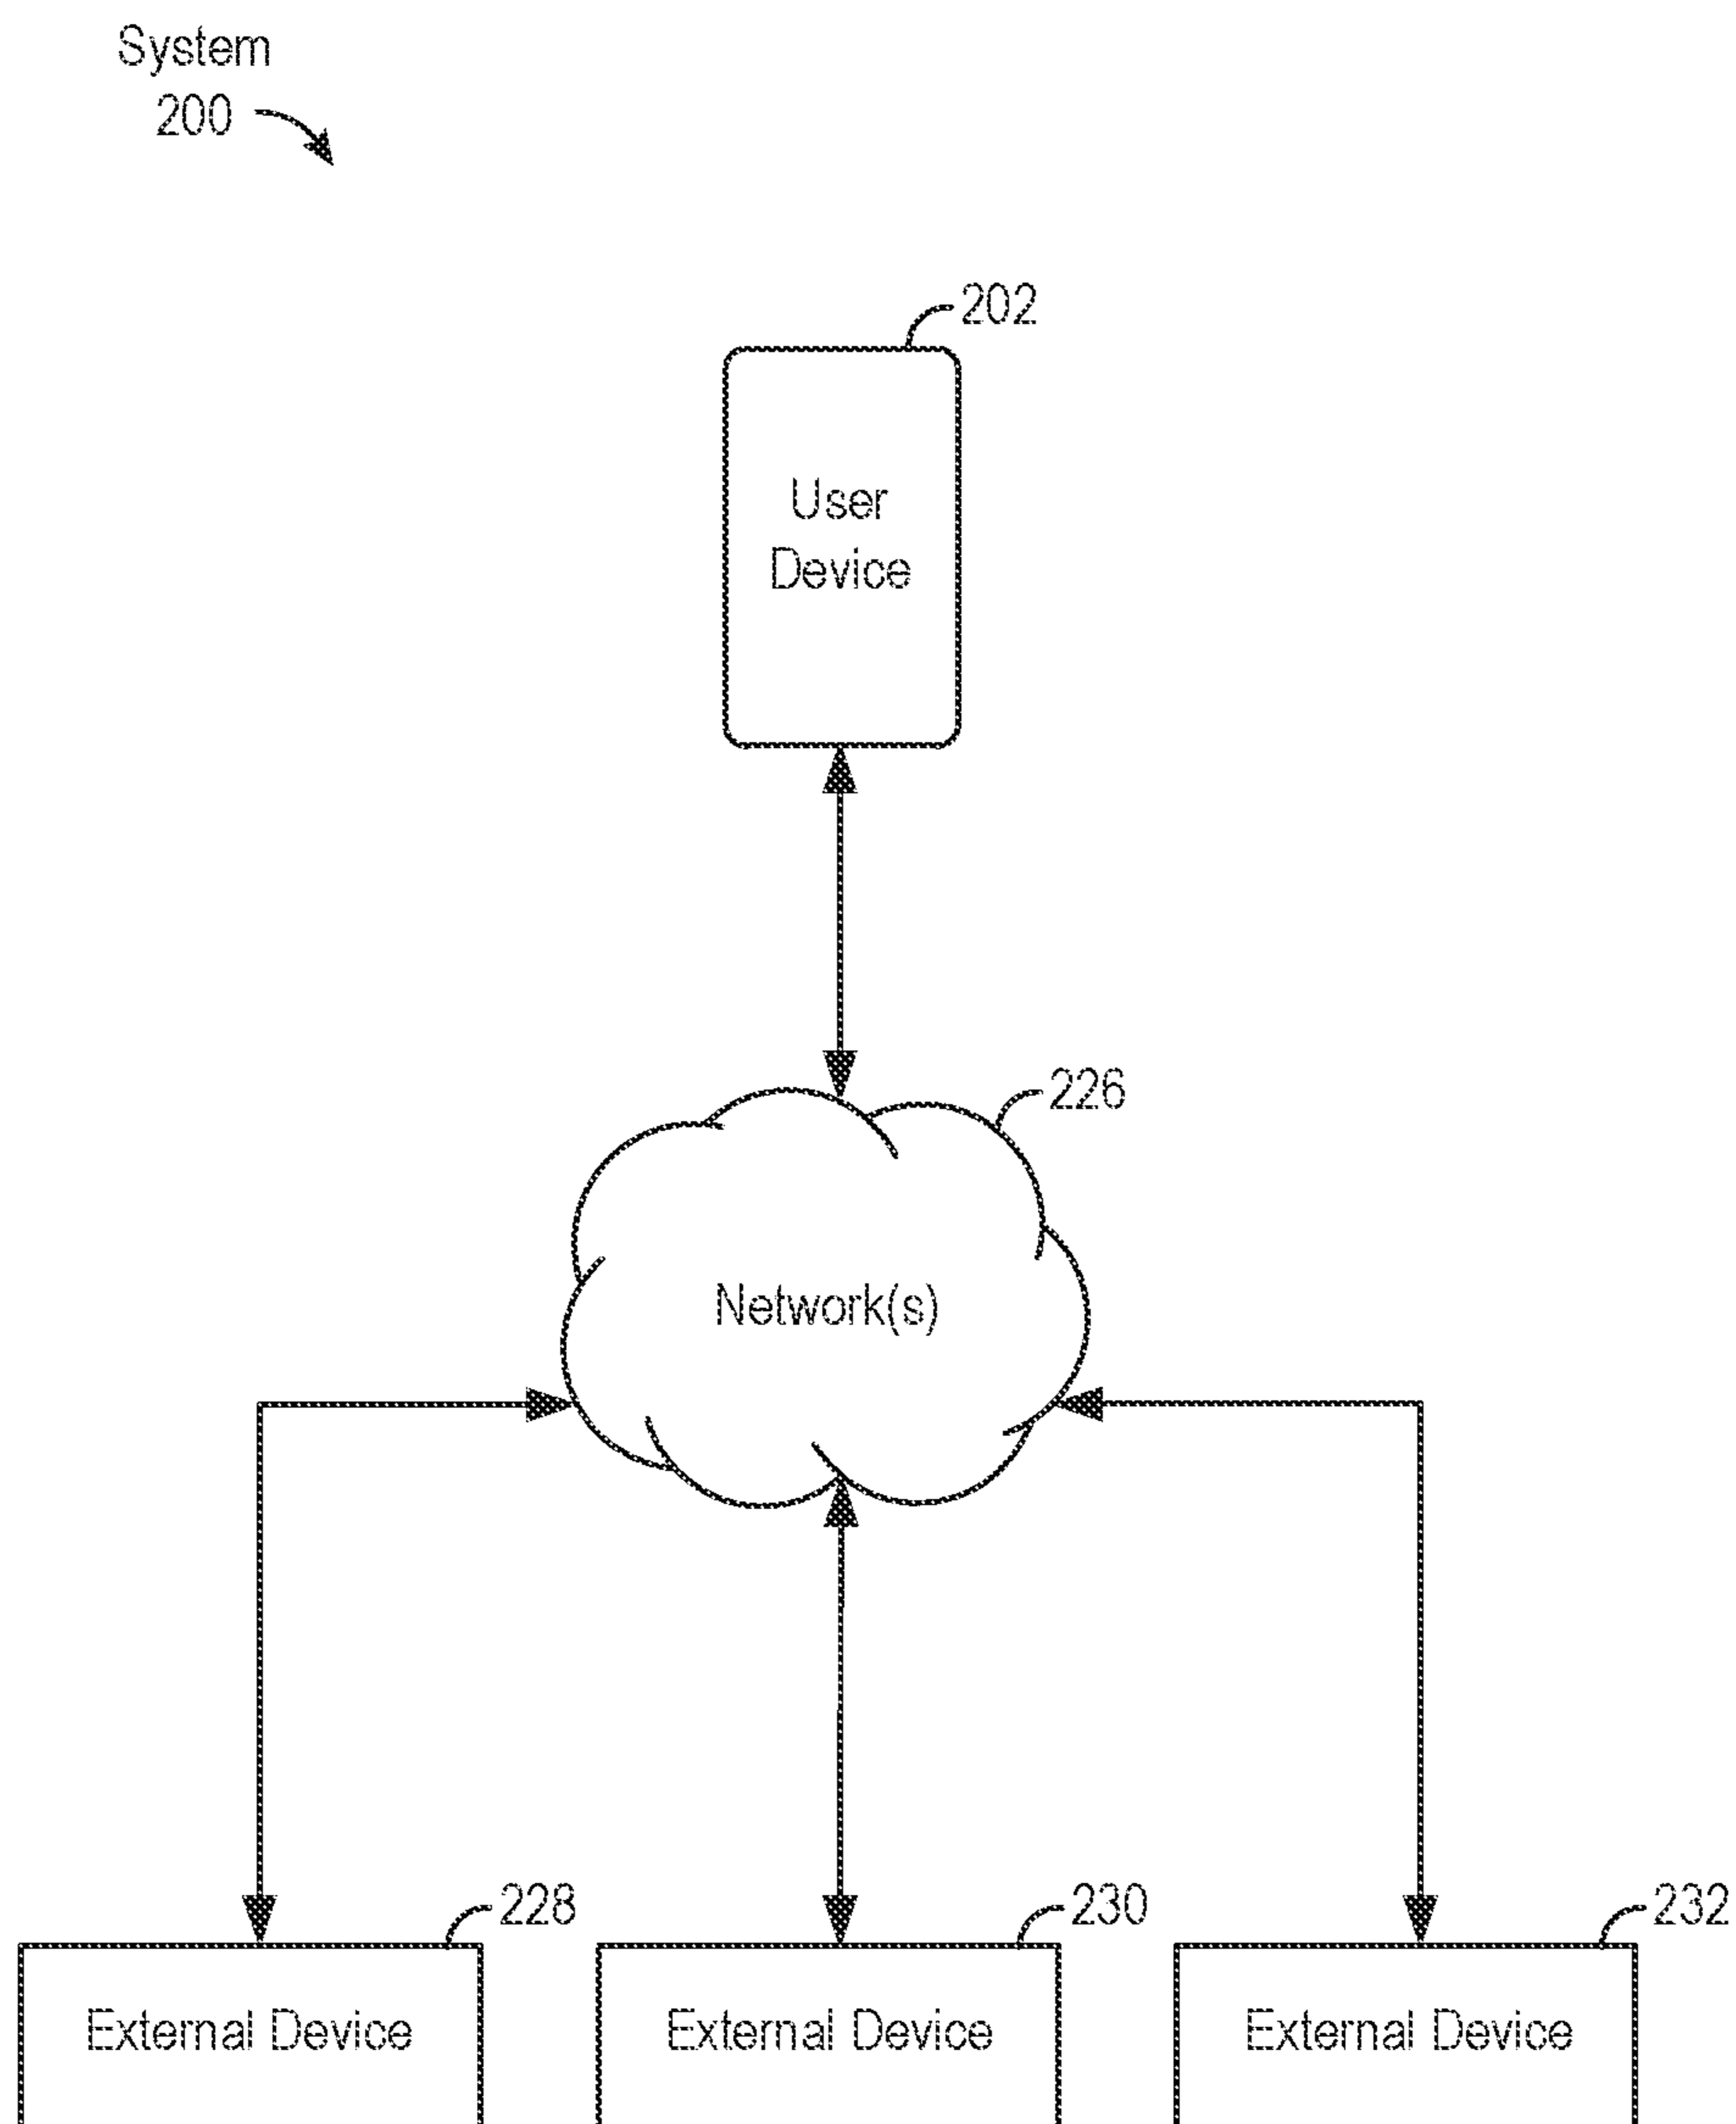 System
200
202
User
Device
226
Network(s)
228
230
232
External Device
External Device
External Device